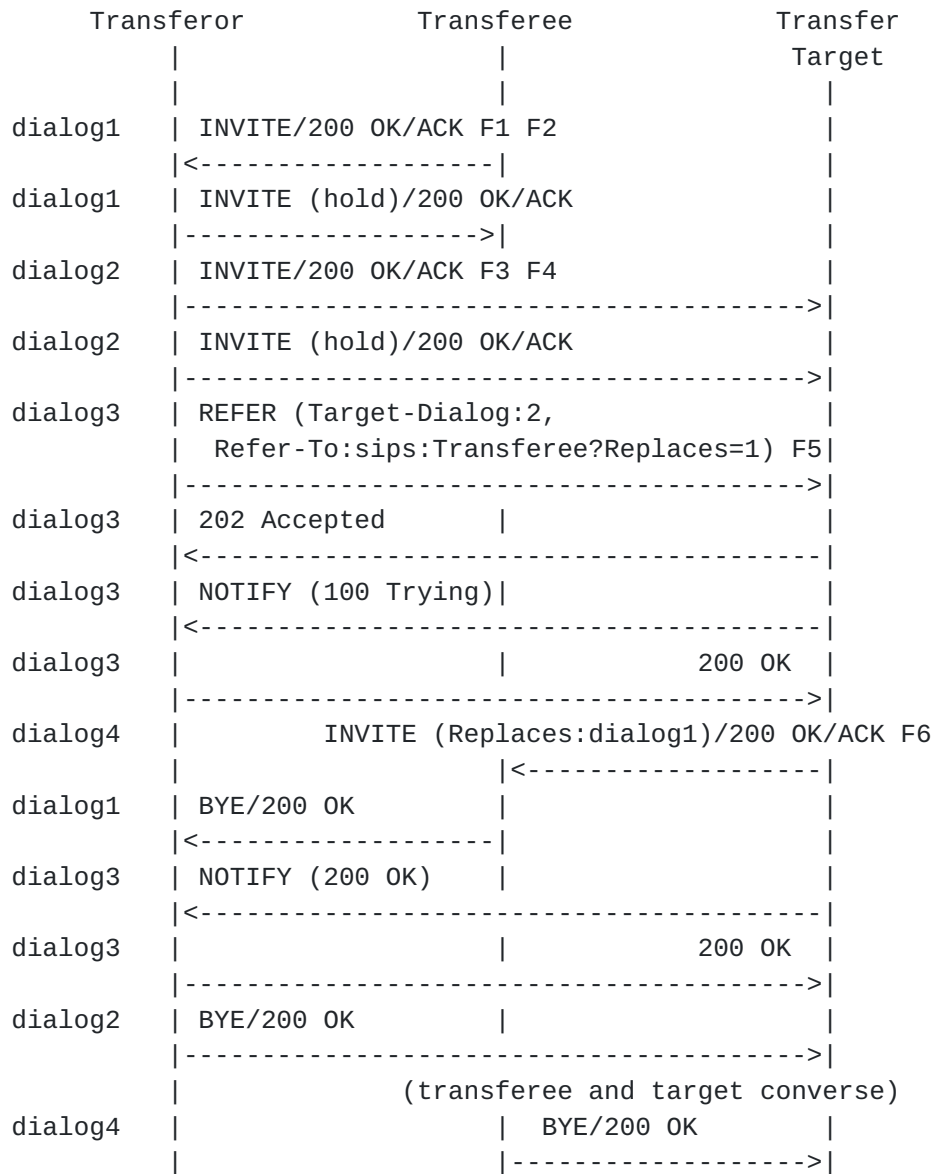 Transferor Transferee Transfer
Target
dialog1 INVITE/200 OK/ACK F1 F2
dialog1 INVITE (hold)/200 OK/ACK
dialog2 INVITE/200 OK/ACK F3 F4
dialog2 INVITE (hold)/200 OK/ACK
dialog3 REFER (Target-Dialog:2,
Refer-To:sips:Transferee?Replaces=1) F5
dialog3 202 Accepted
dialog3 NOTIFY (100 Trying)
dialog3 200 OK
dialog4 INVITE (Replaces:dialog1)/200 OK/ACK F6
dialog1 BYE/200 OK
dialog3 NOTIFY (200 OK)
dialog3 200 OK
dialog2 BYE/200 OK
(transferee and target converse)
dialog4 BYE/200 OK